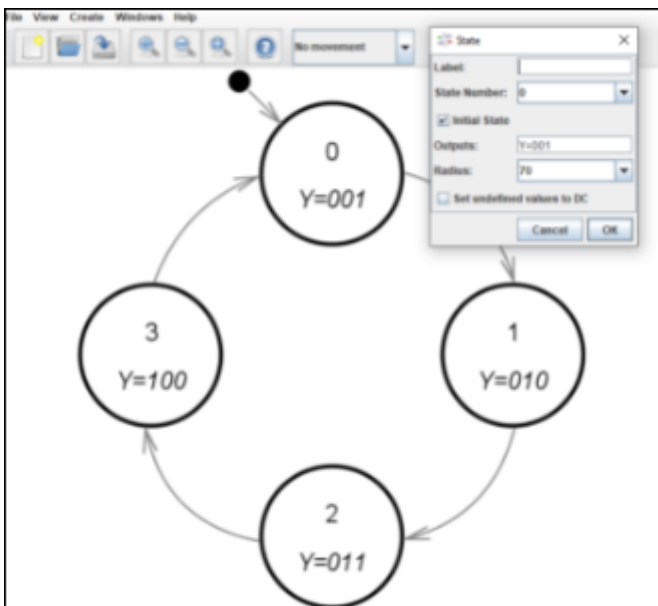 File View Create Windows Help
No movement
State
Label:
State Number: 0
Initial State
Outputs: Y=001
Radius: 70
Set undefined values to DC
Cancel OK
0
Y=001
3
Y=100
1
Y=010
2
Y=011